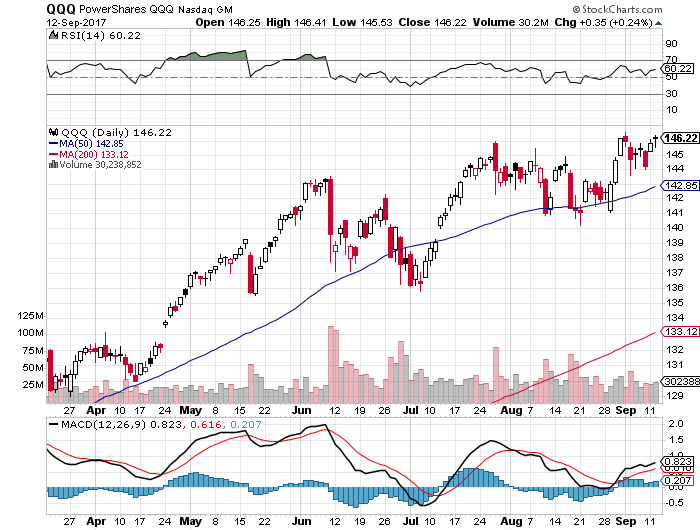 QQQ PowerShares QQQ Nasdaq GM © StockCharts.com
12-Sep-2017 Open 146.25 High 146.41 Low 145.53 Close 146.22 Volume 30.2M Chg +0.35 (+0.24%)
RSI(14) 60.22
90
70
60.22
50
30
10
QQQ (Daily) 146.22
MA(50) 142.85
MA(200) 133.12
Volume 30,238,852
146.22
145
144
142.85
142
141
140
139
138
137
136
135
133.12
132
131
130
129
125M
100M
75M
50M
25M
302388
27 Apr 10 17 24 May 8 15 22 Jun 12 19 26 Jul 10 17 24 Aug 7 14 21 28 Sep 11
MACD(12,26,9) 0.823, 0.616, 0.207
2.0
1.5
1.0
0.823
0.207
0.0
-0.5
27 Apr 10 17 24 May 8 15 22 Jun 12 19 26 Jul 10 17 24 Aug 7 14 21 28 Sep 11